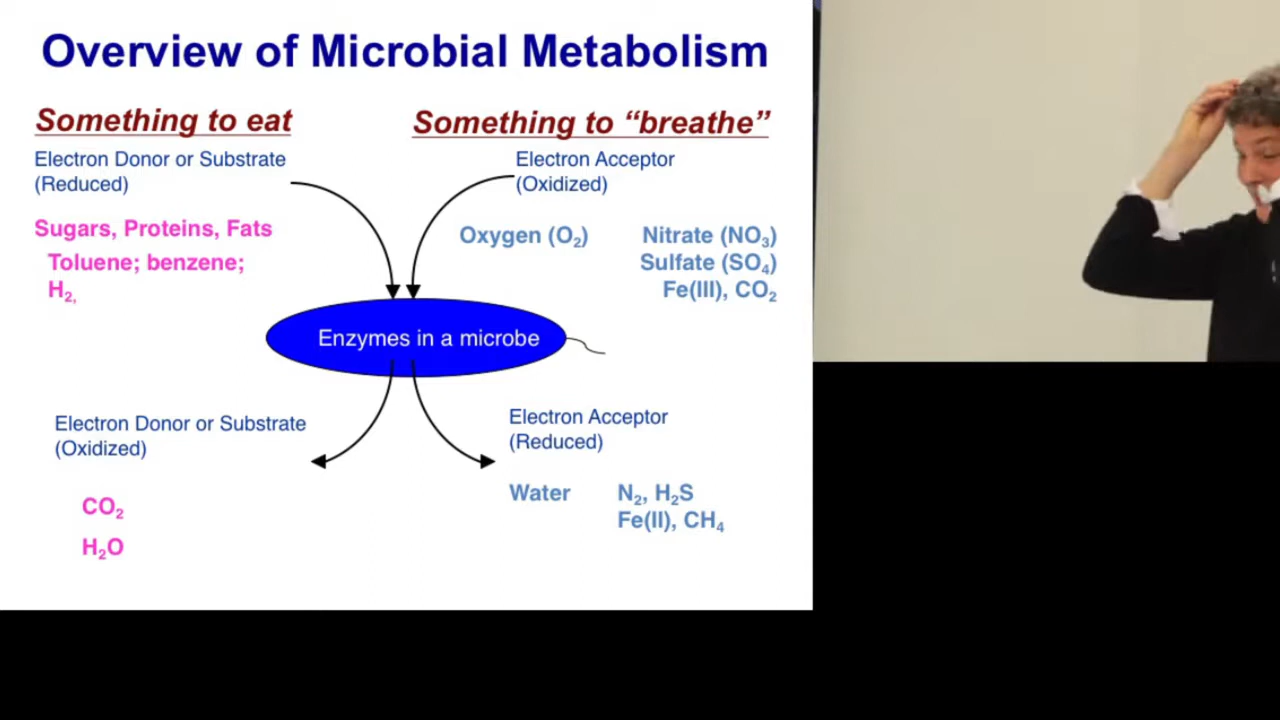 Overview of Microbial Metabolism
Something to eat
Electron Donor or Substrate
(Reduced)
Sugars, Proteins, Fats
Toluene; benzene;
H₂,
Something to “breathe”
Electron Acceptor
(Oxidized)
Oxygen (O₂)
Nitrate (NO₃)
Sulfate (SO₄)
Fe(III), CO₂
Enzymes in a microbe
Electron Donor or Substrate
(Oxidized)
CO₂
H₂O
Electron Acceptor
(Reduced)
Water
N₂, H₂S
Fe(II), CH₄